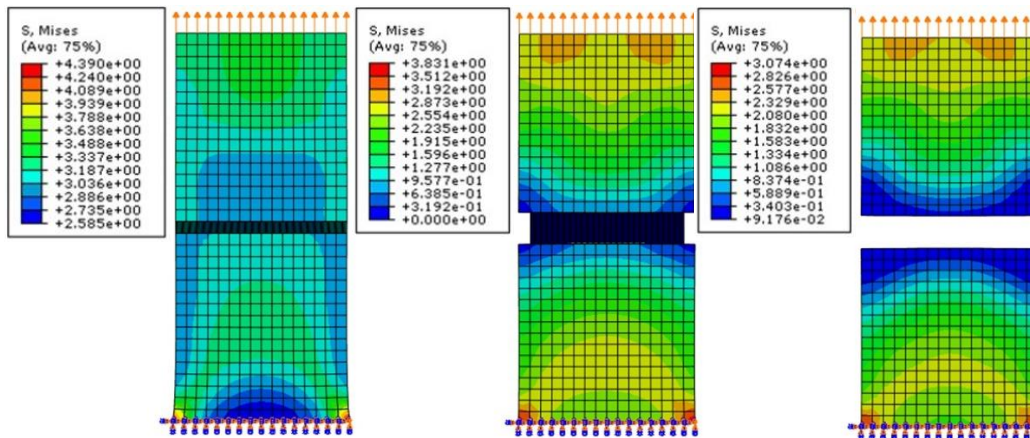 S, Mises
(Avg: 75%)
+4.390e+00
+4.240e+00
+4.089e+00
+3.939e+00
+3.788e+00
+3.638e+00
+3.488e+00
+3.337e+00
+3.187e+00
+3.036e+00
+2.886e+00
+2.735e+00
+2.585e+00
S, Mises
(Avg: 75%)
+3.831e+00
+3.512e+00
+3.192e+00
+2.873e+00
+2.554e+00
+2.235e+00
+1.915e+00
+1.596e+00
+1.277e+00
+9.577e-01
+6.385e-01
+3.192e-01
+0.000e+00
S, Mises
(Avg: 75%)
+3.074e+00
+2.826e+00
+2.577e+00
+2.329e+00
+2.080e+00
+1.832e+00
+1.583e+00
+1.334e+00
+1.086e+00
+8.374e-01
+5.889e-01
+3.403e-01
+9.176e-02